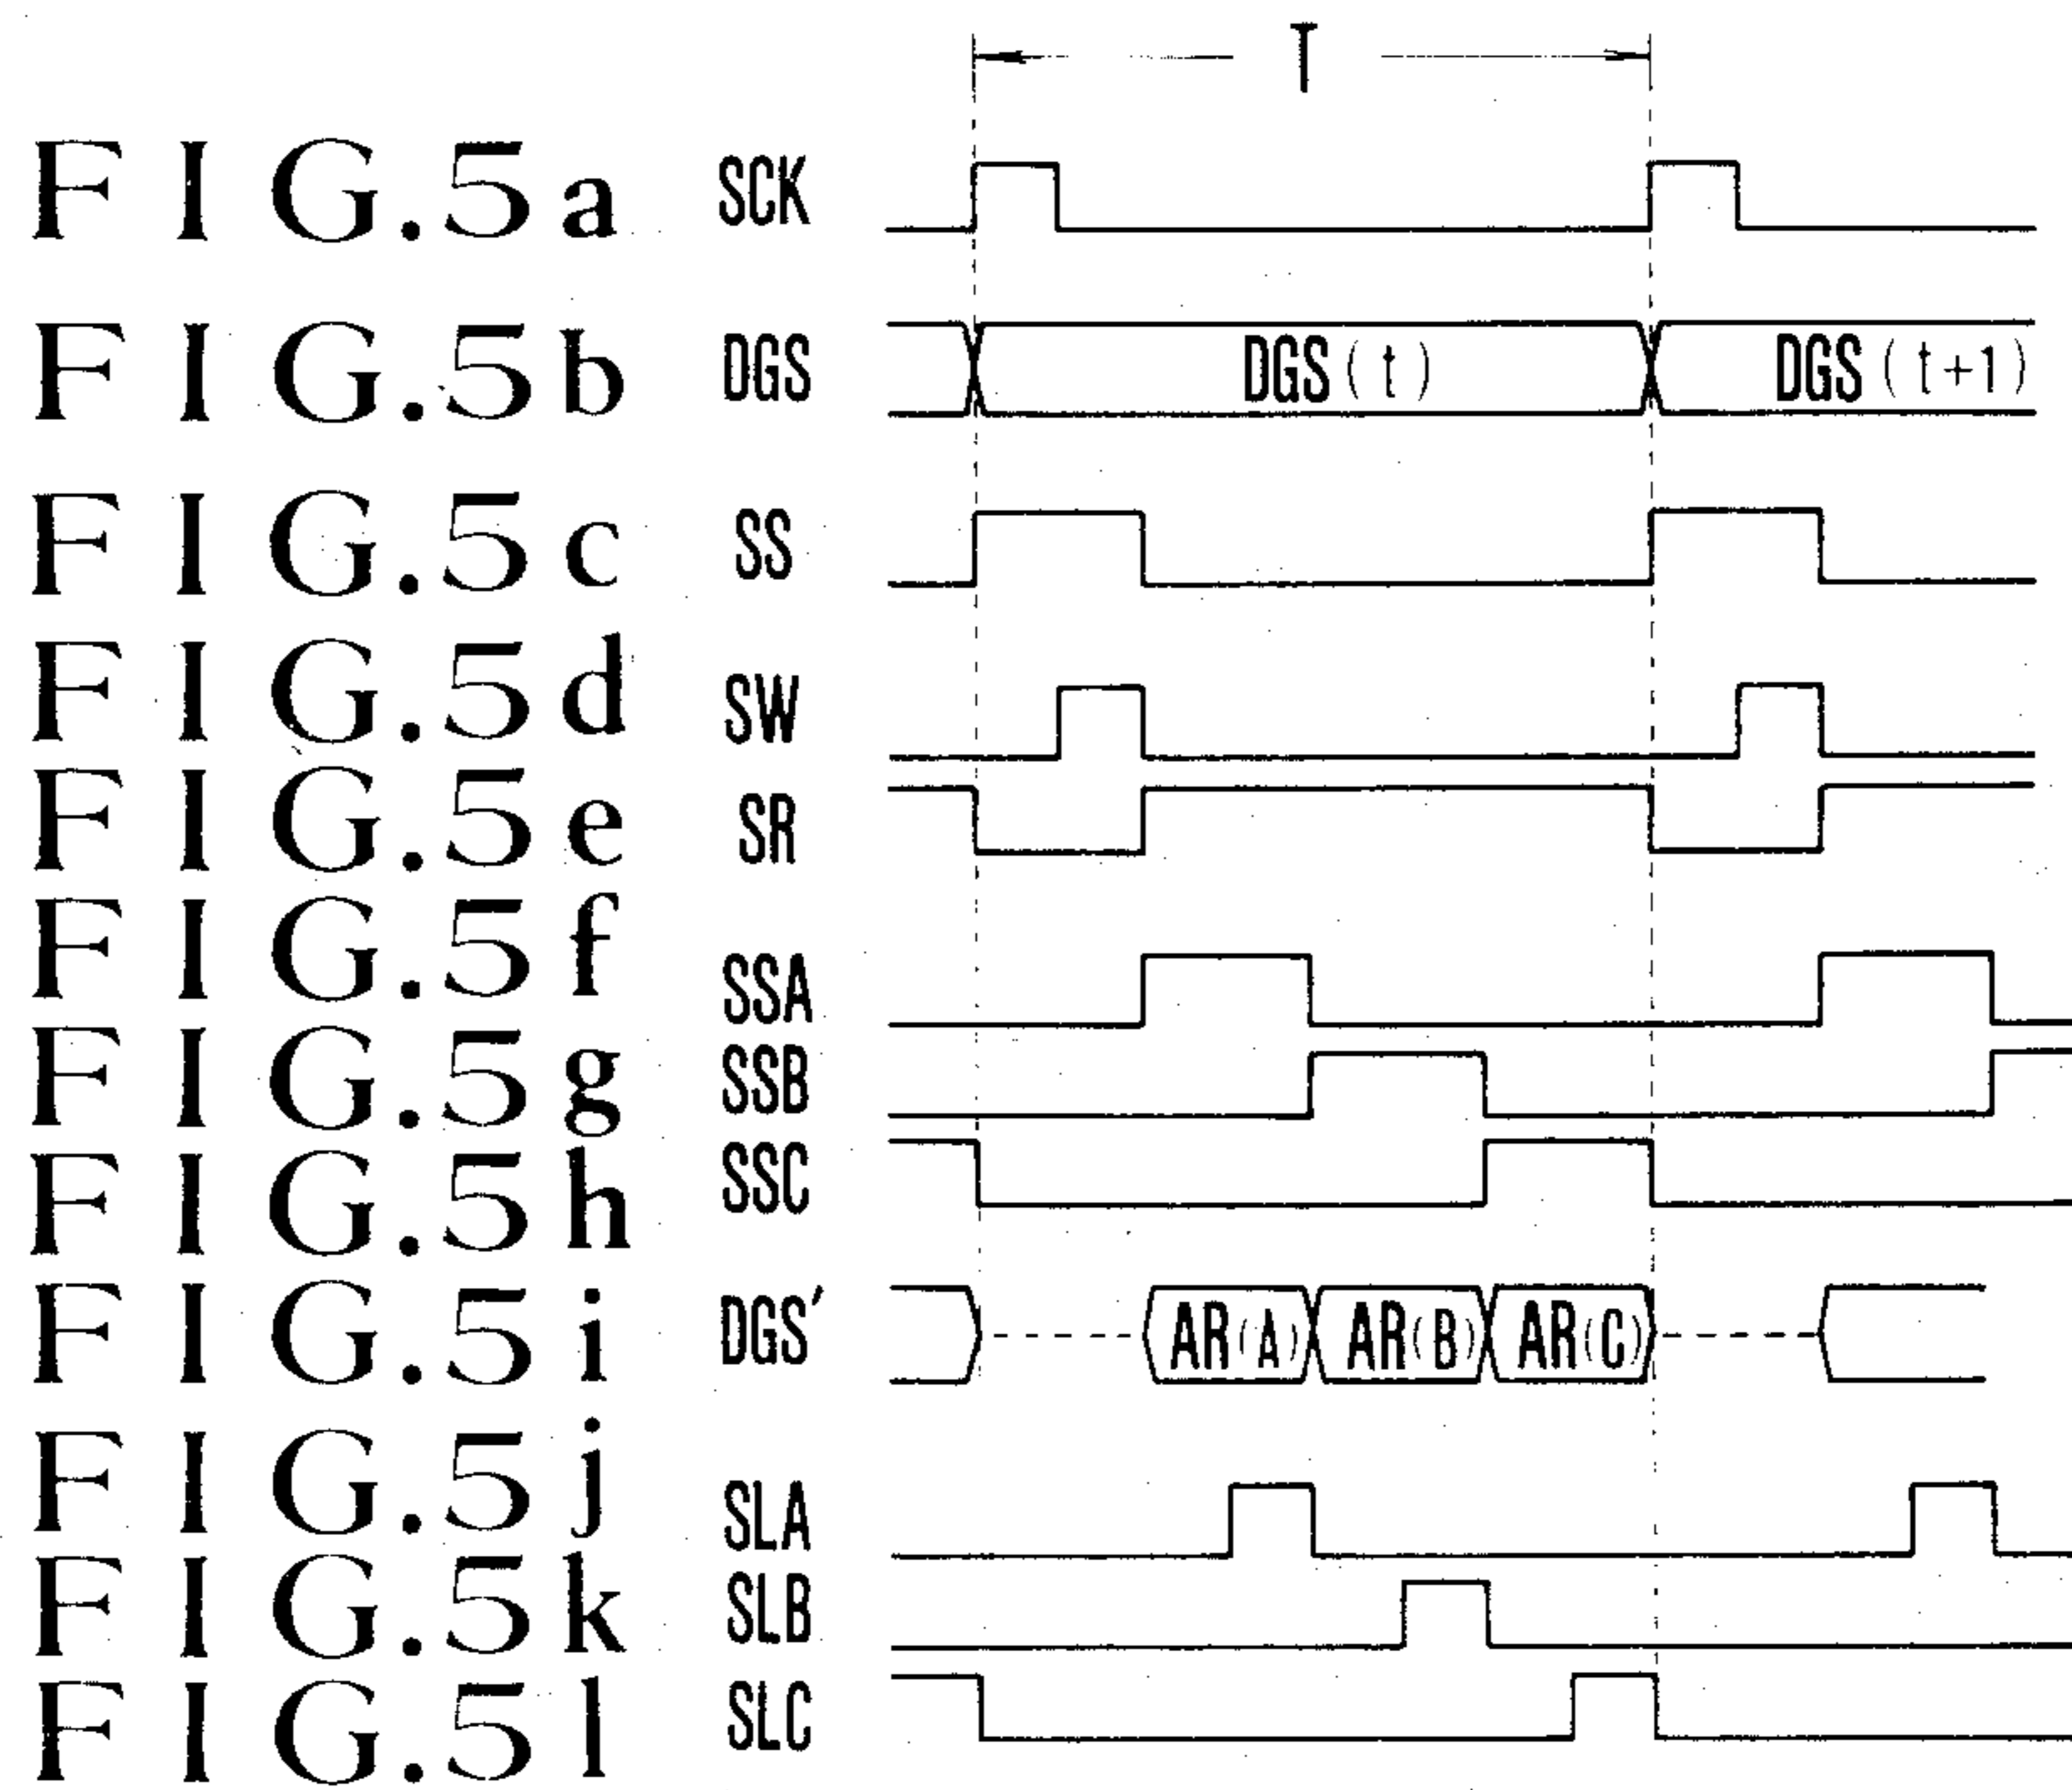 T
FIG.5a SCK
FIG.5b DGS DGS(t) DGS(t+1)
FIG.5c SS
FIG.5d SW
FIG.5e SR
FIG.5f SSA
FIG.5g SSB
FIG.5h SSC
FIG.5i DGS' AR(A) AR(B) AR(C)
FIG.5j SLA
FIG.5k SLB
FIG.5l SLC